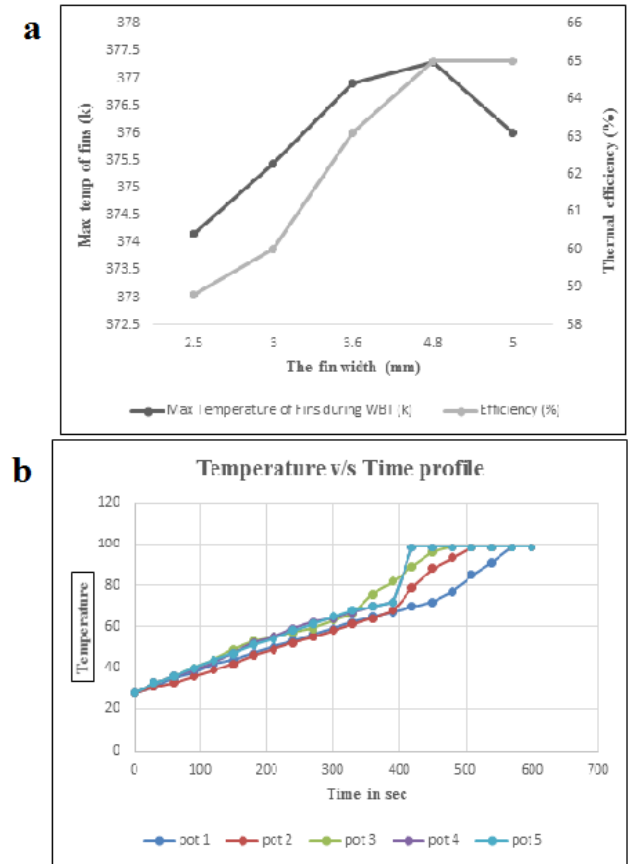 a
378
377.5
377
376.5
376
375.5
375
374.5
374
373.5
373
372.5
Max temp of fins (k)
66
65
64
63
62
61
60
59
58
Thermal efficiency (%)
2.5 3 3.6 4.8 5
The fin width (mm)
Max Temperature of Fins during WBT (k) Efficiency (%)
b
Temperature v/s Time profile
120
100
80
60
40
20
0
Temperature
0 100 200 300 400 500 600 700
Time in sec
pot 1 pot 2 pot 3 pot 4 pot 5